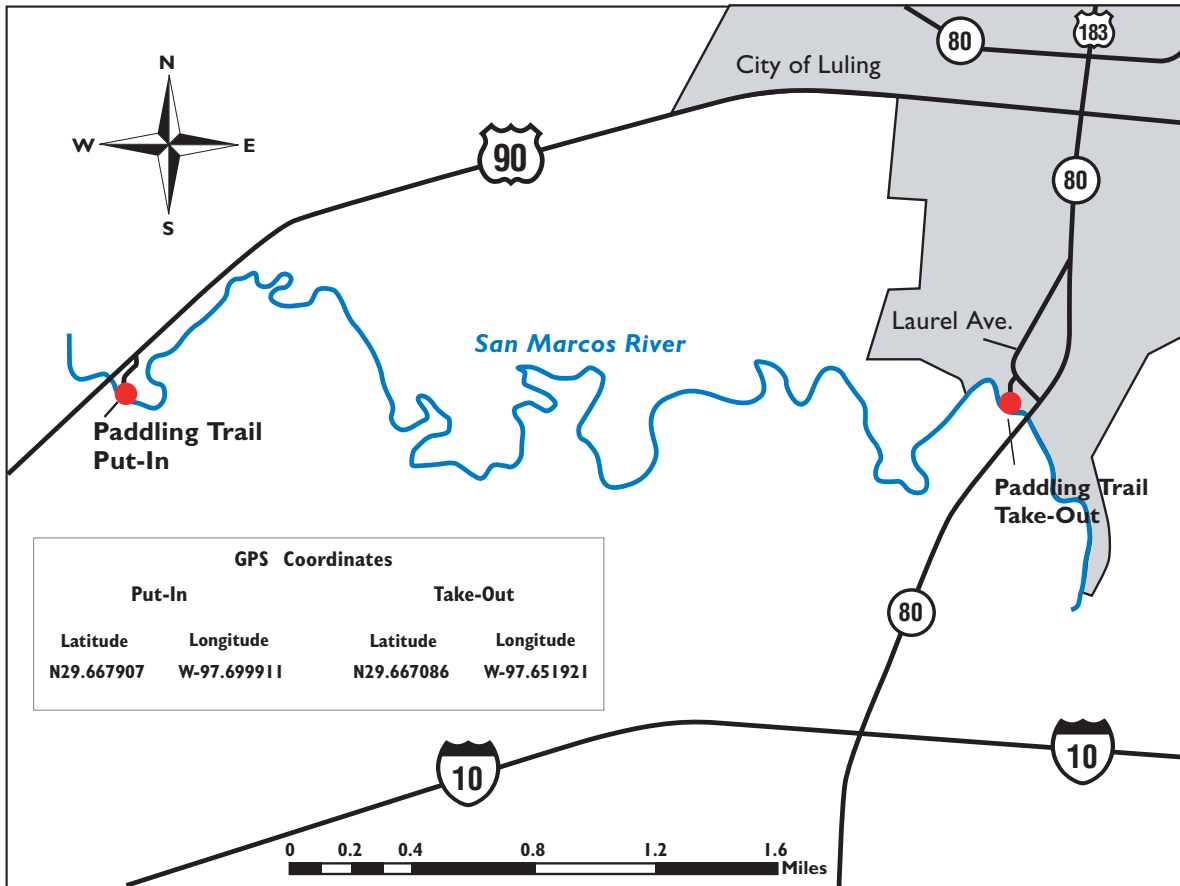 80
183
City of Luling
N
W
E
S
90
80
Laurel Ave.
San Marcos River
Paddling Trail
Put-In
Paddling Trail
Take-Out
GPS Coordinates
Put-In Take-Out
Latitude Longitude Latitude Longitude
N29.667907 W-97.699911 N29.667086 W-97.651921
80
10
10
0 0.2 0.4 0.8 1.2 1.6
Miles